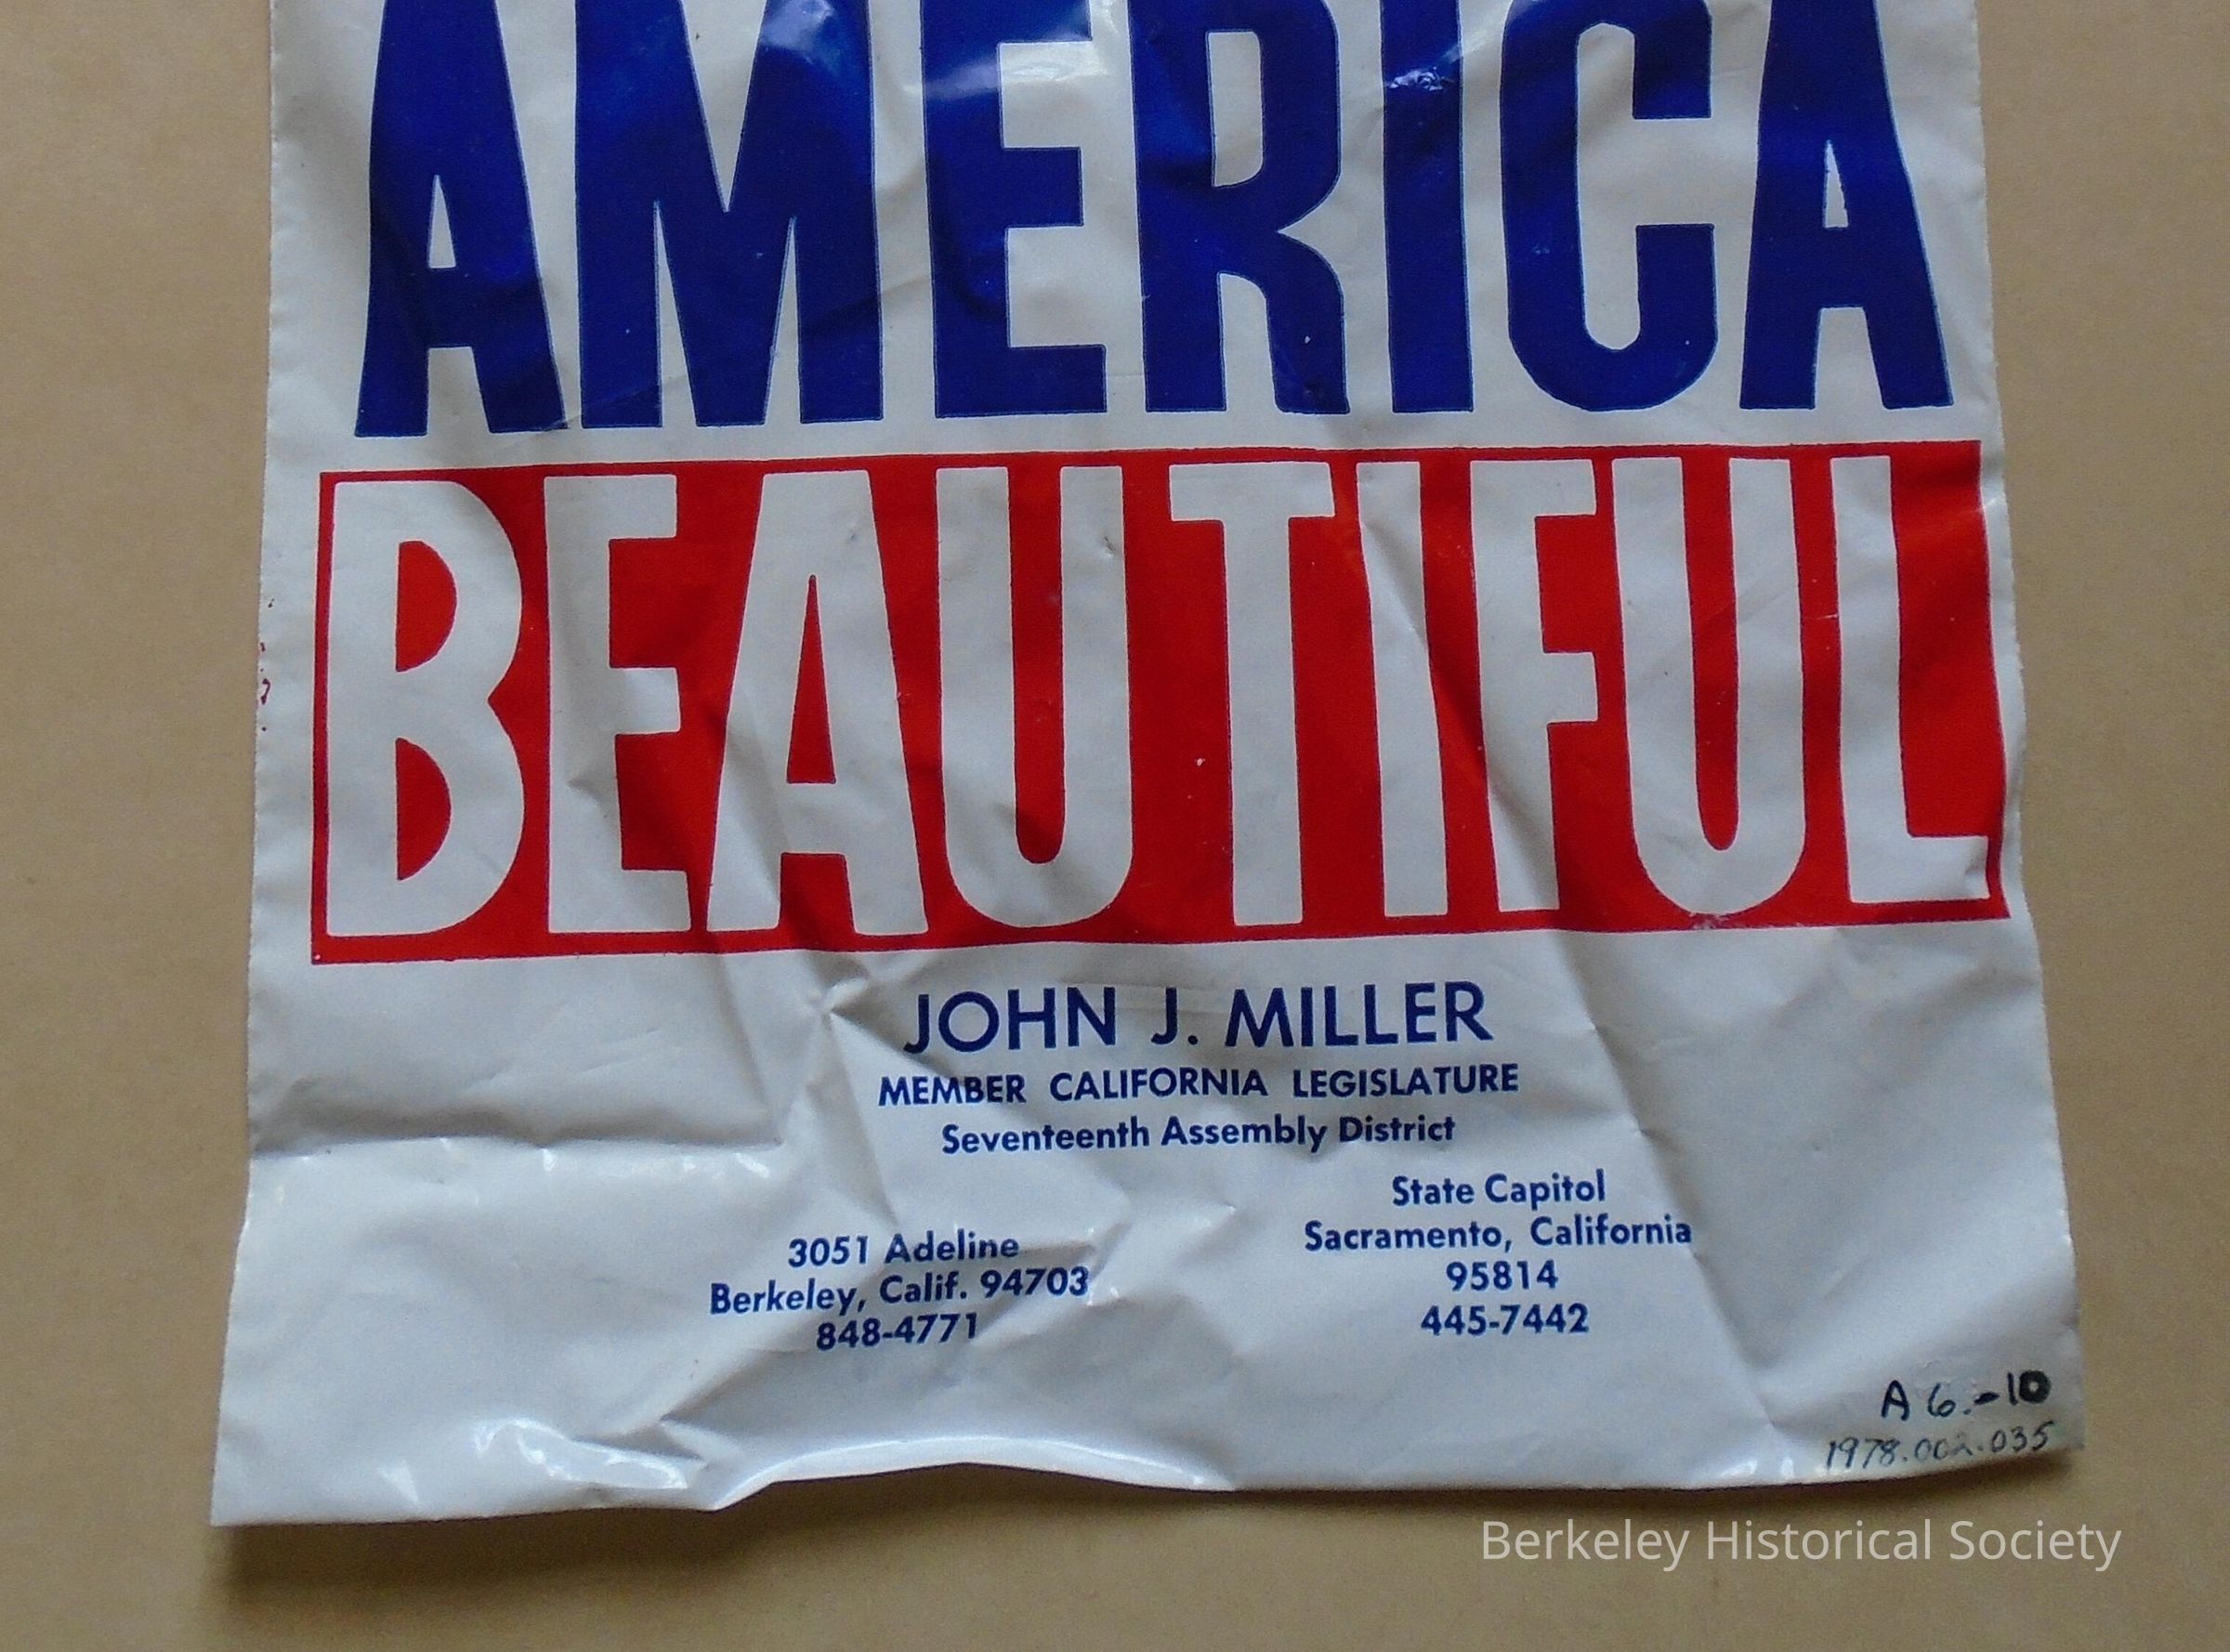 AMERICA
BEAUTIFUL
JOHN J. MILLER
MEMBER CALIFORNIA LEGISLATURE
Seventeenth Assembly District
3051 Adeline
Berkeley, Calif. 94703
848-4771
State Capitol
Sacramento, California
95814
445-7442
A 6.-10
1978.002.035
Berkeley Historical Society